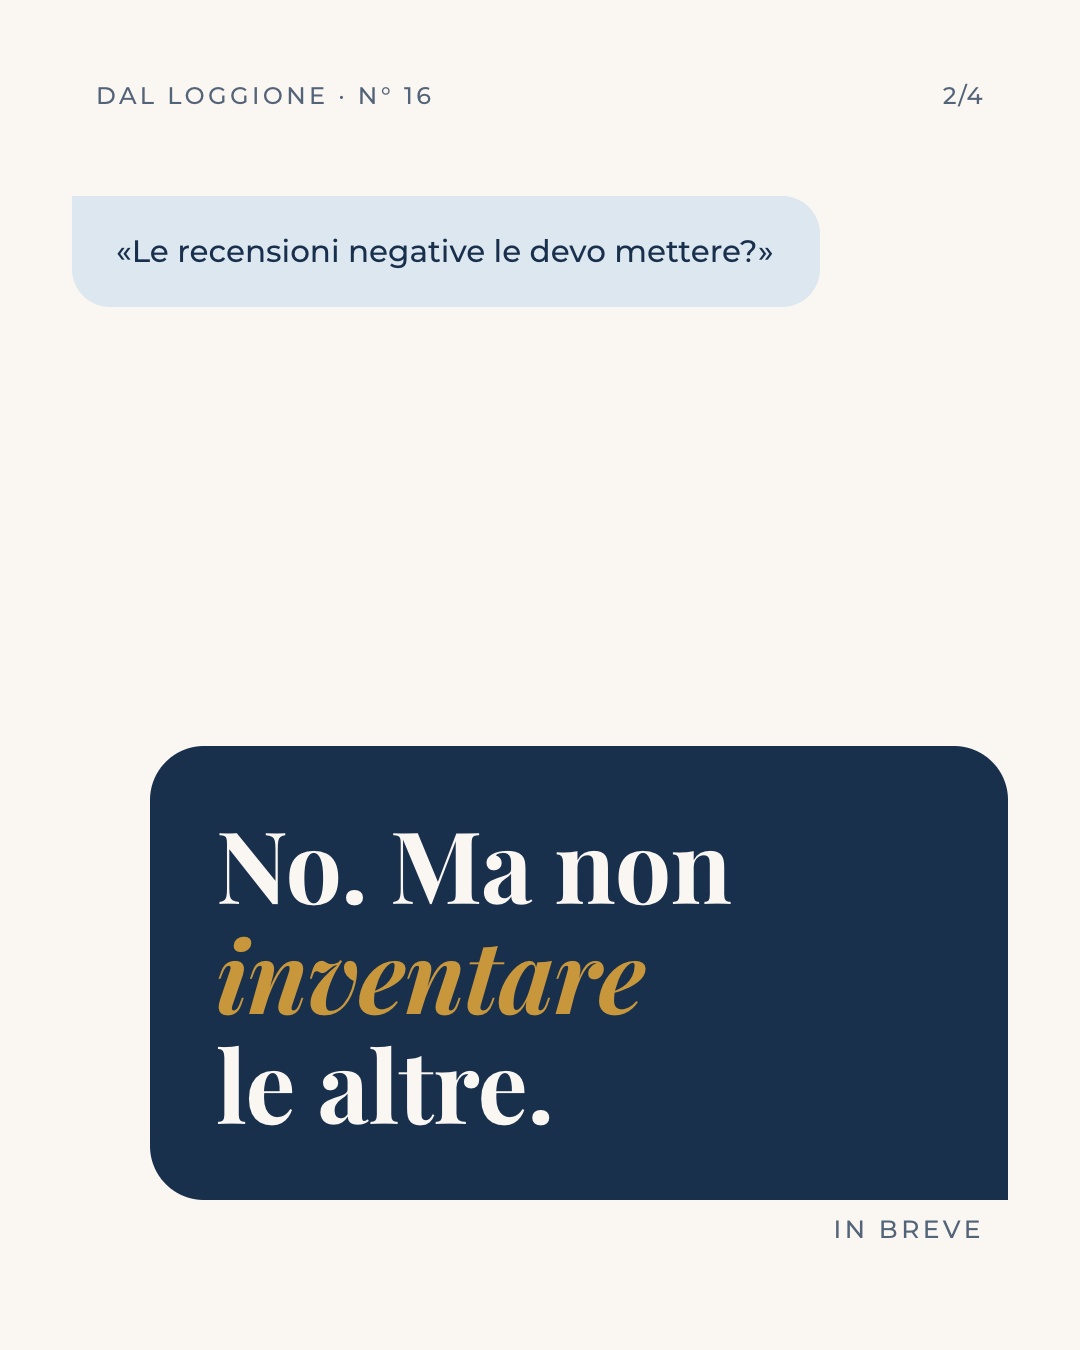 DAL LOGGIONE · N° 16
2/4
«Le recensioni negative le devo mettere?»
No. Ma non
inventare
le altre.
IN BREVE